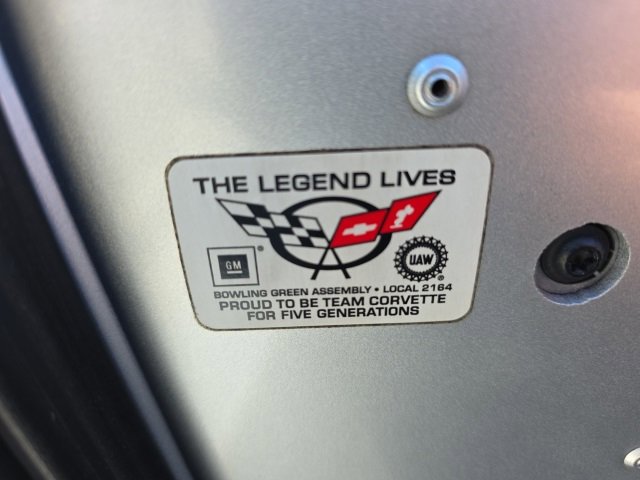 THE LEGEND LIVES
GM
UAW
BOWLING GREEN ASSEMBLY • LOCAL 2164
PROUD TO BE TEAM CORVETTE
FOR FIVE GENERATIONS